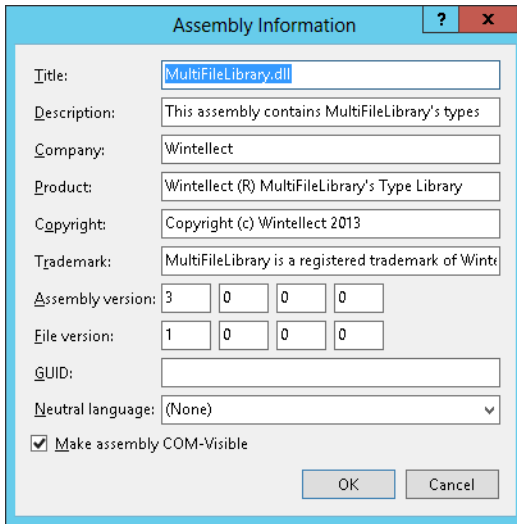 Assembly Information
? x
Title: MultiFileLibrary.dll
Description: This assembly contains MultiFileLibrary's types
Company: Wintellect
Product: Wintellect (R) MultiFileLibrary's Type Library
Copyright: Copyright (c) Wintellect 2013
Trademark: MultiFileLibrary is a registered trademark of Winte
Assembly version: 3 0 0 0
File version: 1 0 0 0
GUID:
Neutral language: (None)
Make assembly COM-Visible
OK Cancel